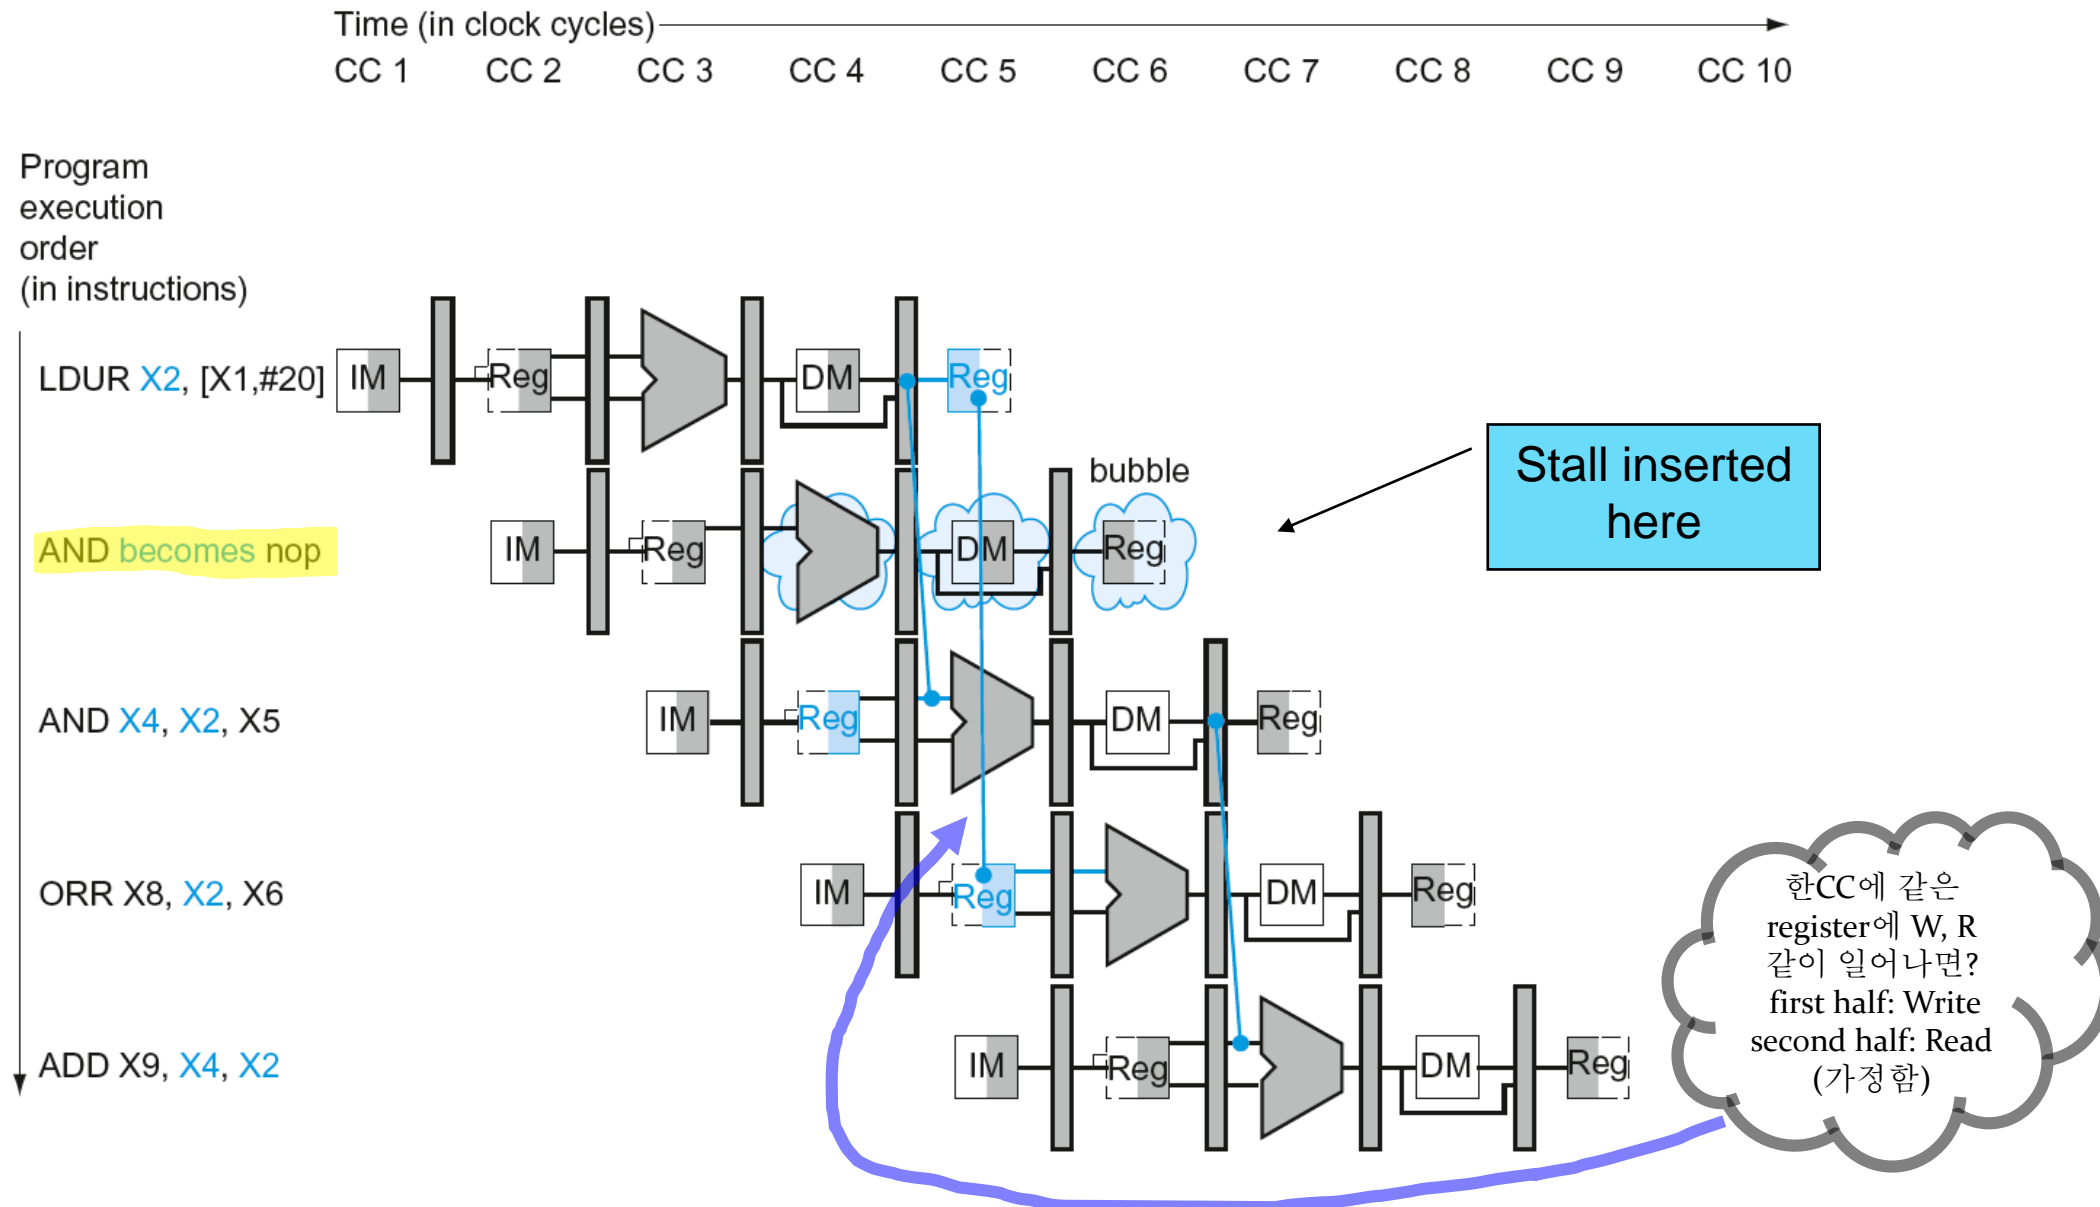 Time (in clock cycles)
CC 1 CC 2 CC 3 CC 4 CC 5 CC 6 CC 7 CC 8 CC 9 CC 10
Program
execution
order
(in instructions)
LDUR X2, [X1,#20] IM Reg DM Reg
bubble
Stall inserted
here
AND becomes nop IM Reg DM Reg
AND X4, X2, X5 IM Reg DM Reg
ORR X8, X2, X6 IM Reg DM Reg
ADD X9, X4, X2 IM Reg DM Reg
한CC에 같은
register에 W, R
같이 일어나면?
first half: Write
second half: Read
(가정함)